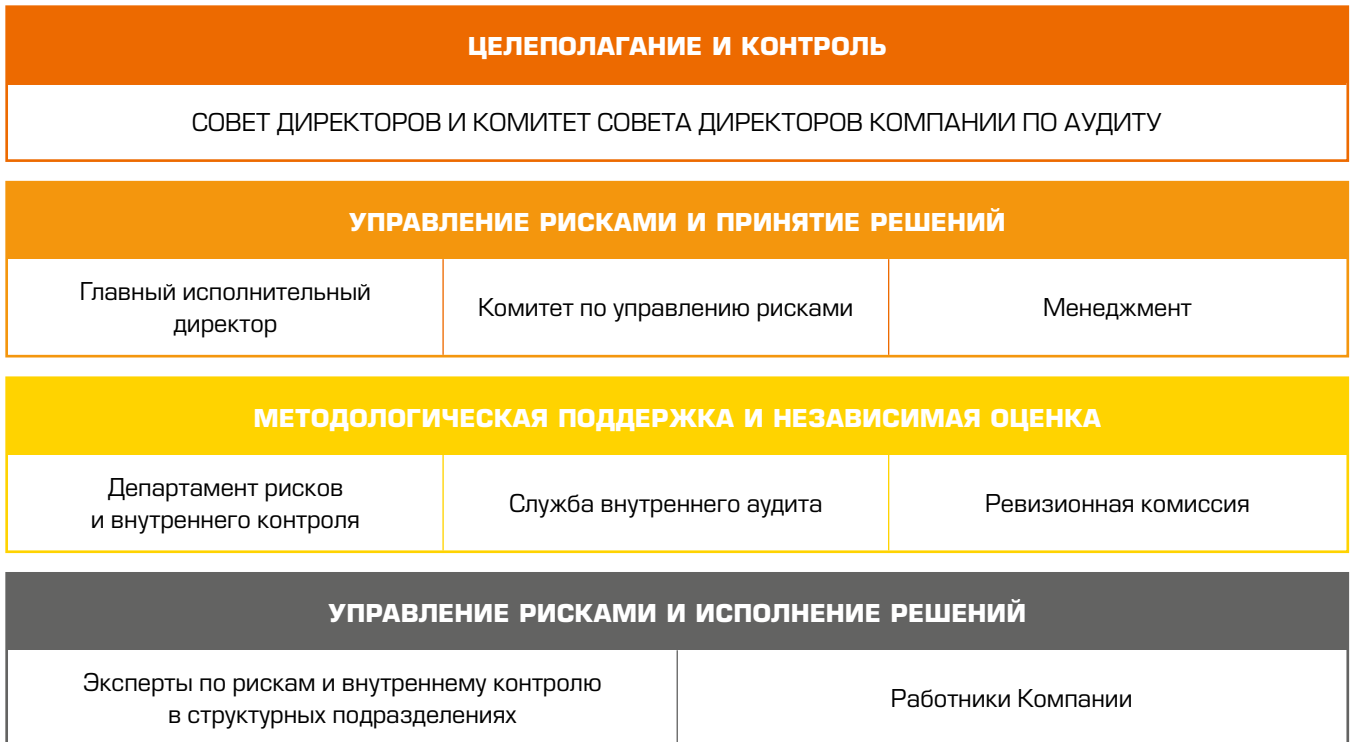 ЦЕЛЕПОЛАГАНИЕ И КОНТРОЛЬ
СОВЕТ ДИРЕКТОРОВ И КОМИТЕТ СОВЕТА ДИРЕКТОРОВ КОМПАНИИ ПО АУДИТУ
УПРАВЛЕНИЕ РИСКАМИ И ПРИНЯТИЕ РЕШЕНИЙ
Главный исполнительный
директор
Комитет по управлению рисками
Менеджмент
МЕТОДОЛОГИЧЕСКАЯ ПОДДЕРЖКА И НЕЗАВИСИМАЯ ОЦЕНКА
Департамент рисков
и внутреннего контроля
Служба внутреннего аудита
Ревизионная комиссия
УПРАВЛЕНИЕ РИСКАМИ И ИСПОЛНЕНИЕ РЕШЕНИЙ
Эксперты по рискам и внутреннему контролю
в структурных подразделениях
Работники Компании